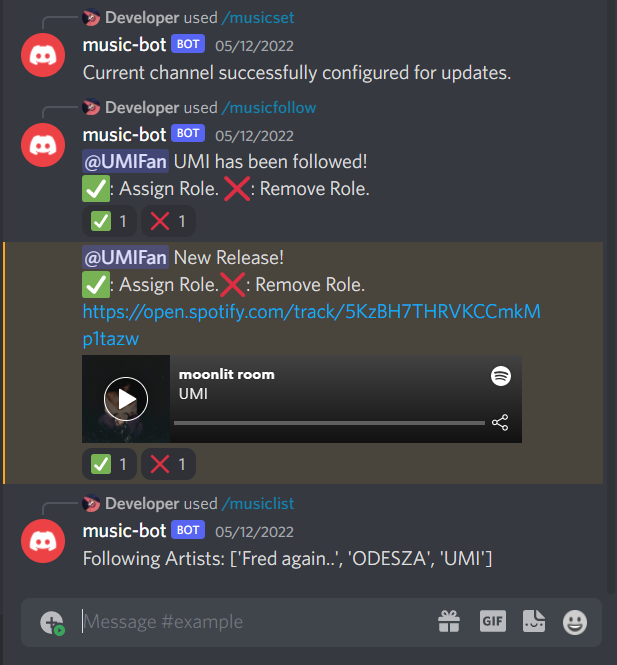 Developer used /musicset
music-bot BOT 05/12/2022
Current channel successfully configured for updates.
Developer used /musicfollow
music-bot BOT 05/12/2022
@UMIFan UMI has been followed!
✅: Assign Role. ❌: Remove Role.
✅ 1 ❌ 1
@UMIFan New Release!
✅: Assign Role. ❌: Remove Role.
https://open.spotify.com/track/5KzBH7THRVKCCmkM
p1tazw
moonlit room
UMI
✅ 1 ❌ 1
Developer used /musiclist
music-bot BOT 05/12/2022
Following Artists: ['Fred again..', 'ODESZA', 'UMI']
Message #example
GIF